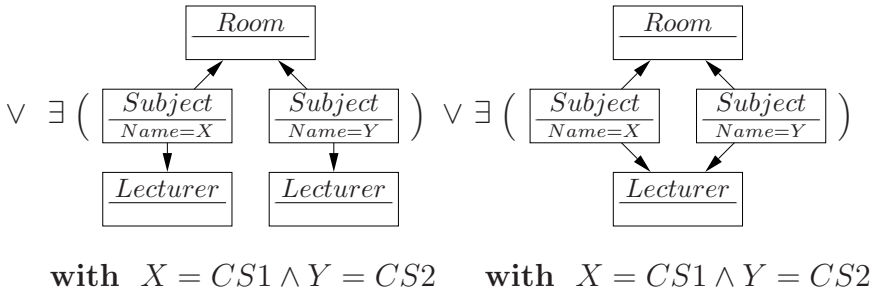 Room Room
∨ ∃ ( Subject Subject ) ∨ ∃ ( Subject Subject )
Name=X Name=Y Name=X Name=Y
Lecturer Lecturer Lecturer
with X = CS1 ∧ Y = CS2 with X = CS1 ∧ Y = CS2